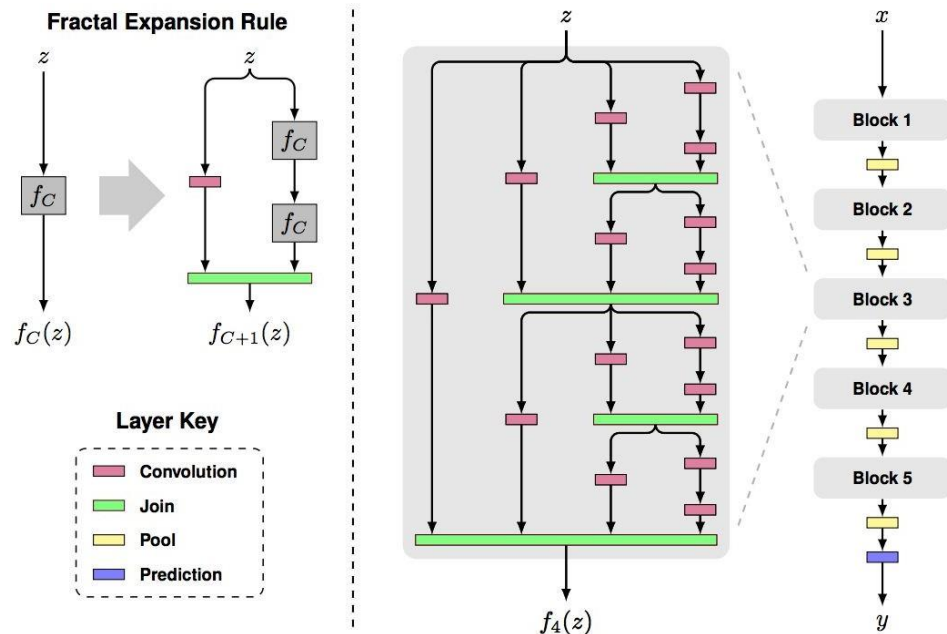 Fractal Expansion Rule
z
f_C
f_C(z)
z
f_C
f_C
f_{C+1}(z)
Layer Key
Convolution
Join
Pool
Prediction
z
f_4(z)
x
Block 1
Block 2
Block 3
Block 4
Block 5
y